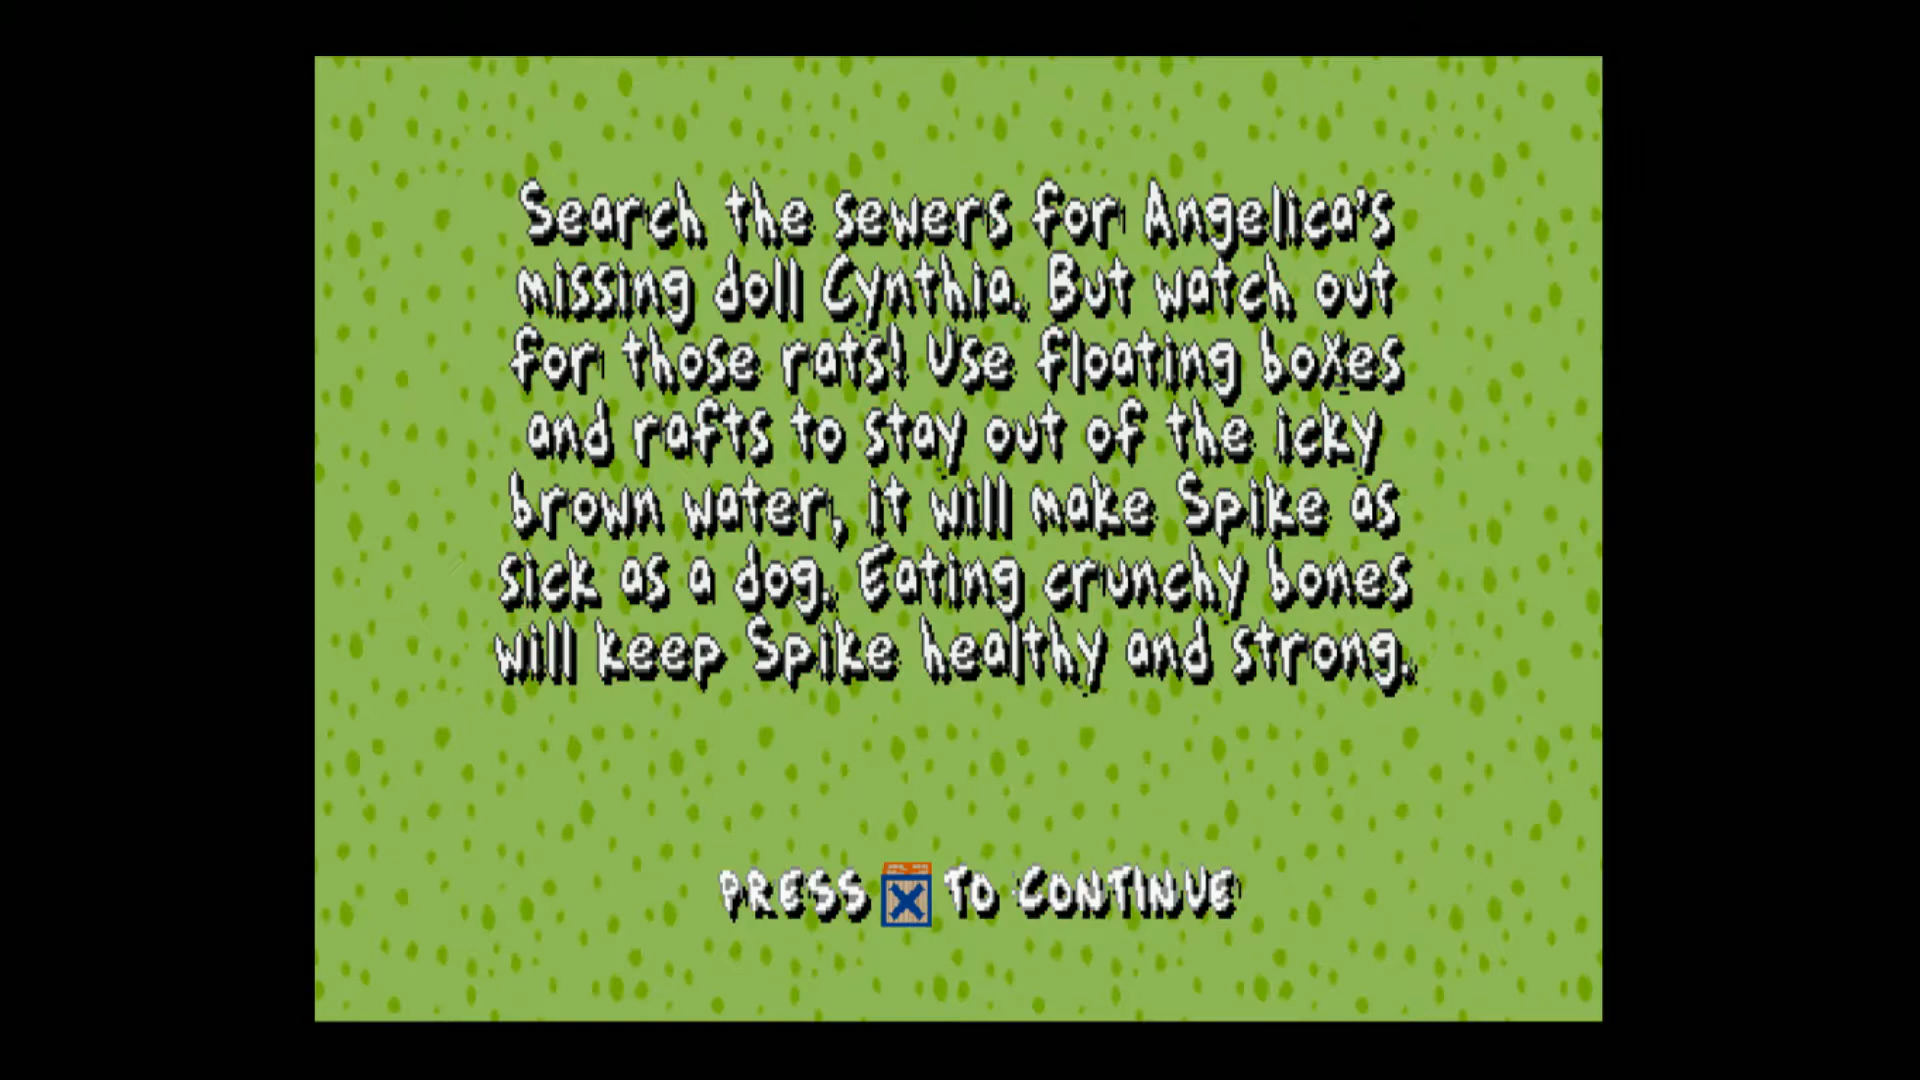 Search the sewers for Angelica's
missing doll Cynthia. But watch out
for those rats! Use floating boxes
and rafts to stay out of the icky
brown water, it will make Spike as
sick as a dog. Eating crunchy bones
will keep Spike healthy and strong.
PRESS X TO CONTINUE